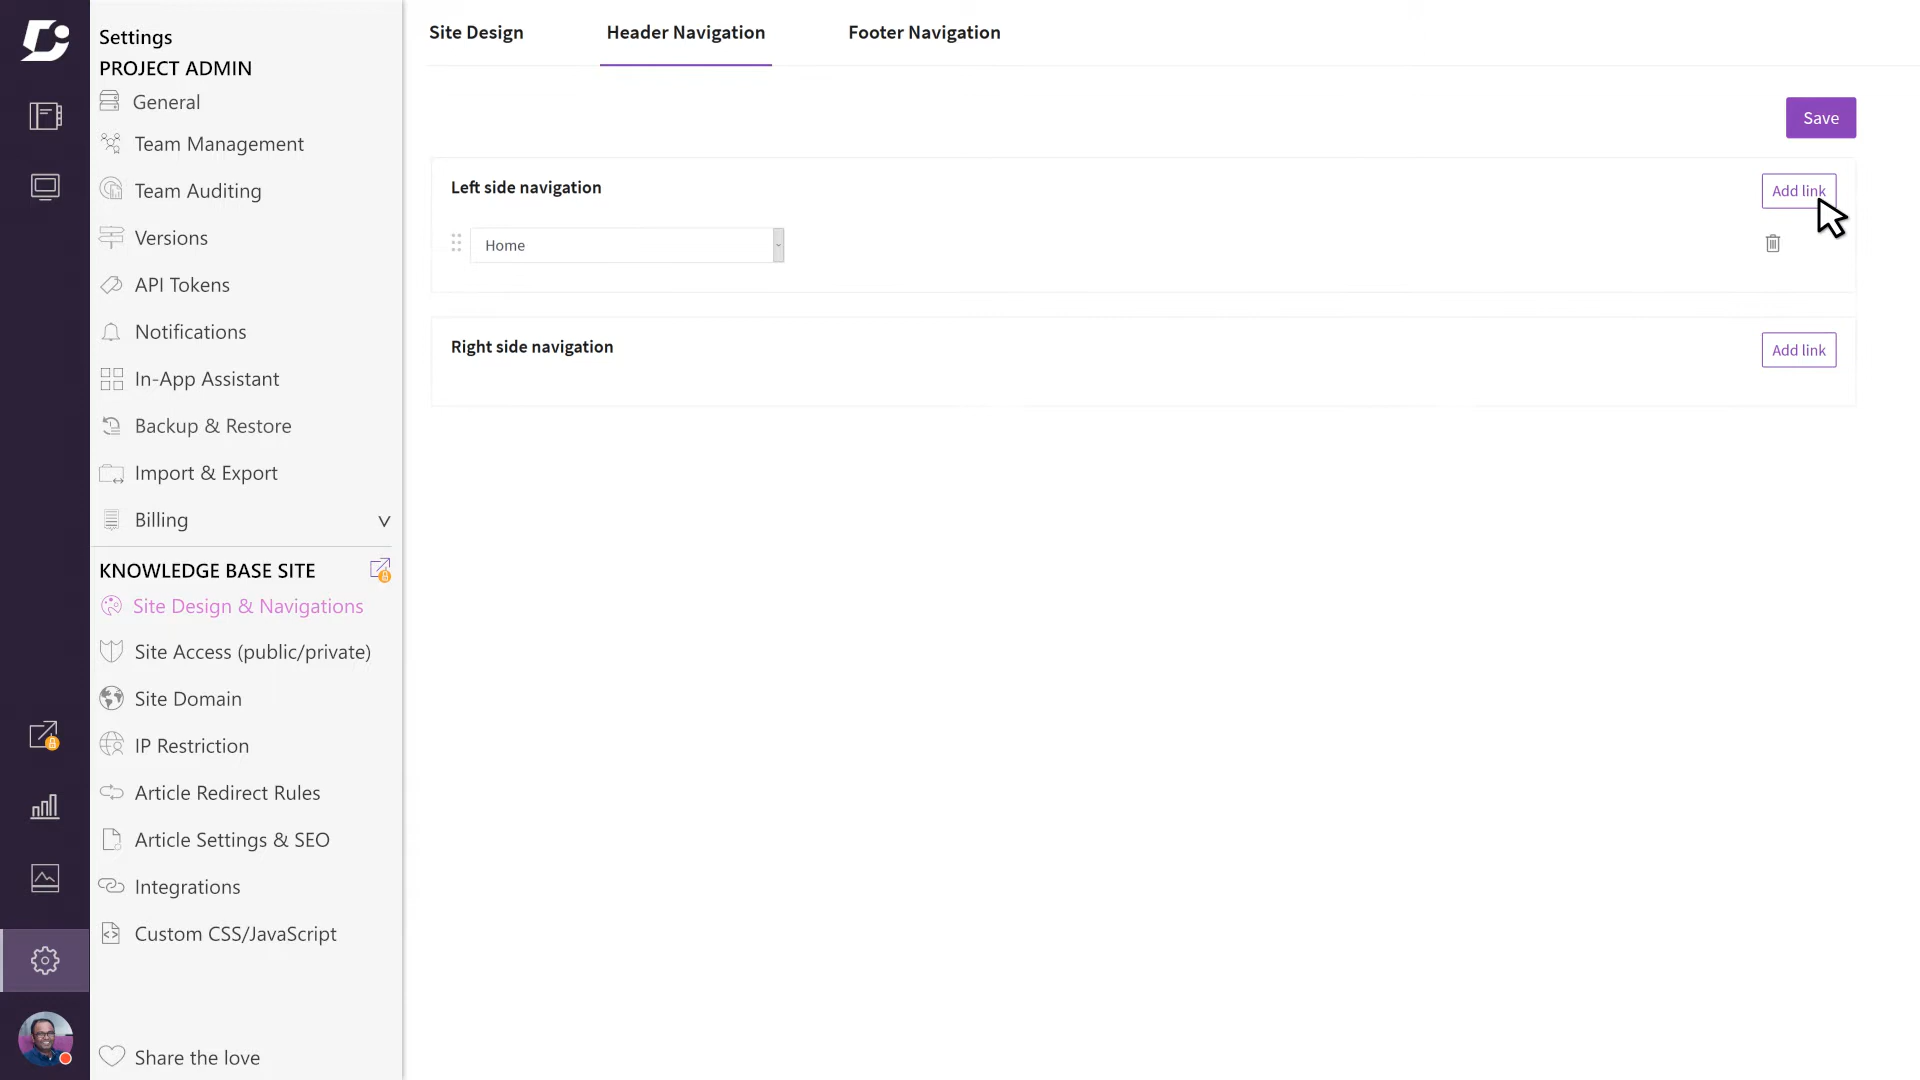 Settings
PROJECT ADMIN
General
Team Management
Team Auditing
Versions
API Tokens
Notifications
In-App Assistant
Backup & Restore
Import & Export
Billing
KNOWLEDGE BASE SITE
Site Design & Navigations
Site Access (public/private)
Site Domain
IP Restriction
Article Redirect Rules
Article Settings & SEO
Integrations
Custom CSS/JavaScript
Share the love
Site Design
Header Navigation
Footer Navigation
Save
Left side navigation
Add link
Home
Right side navigation
Add link